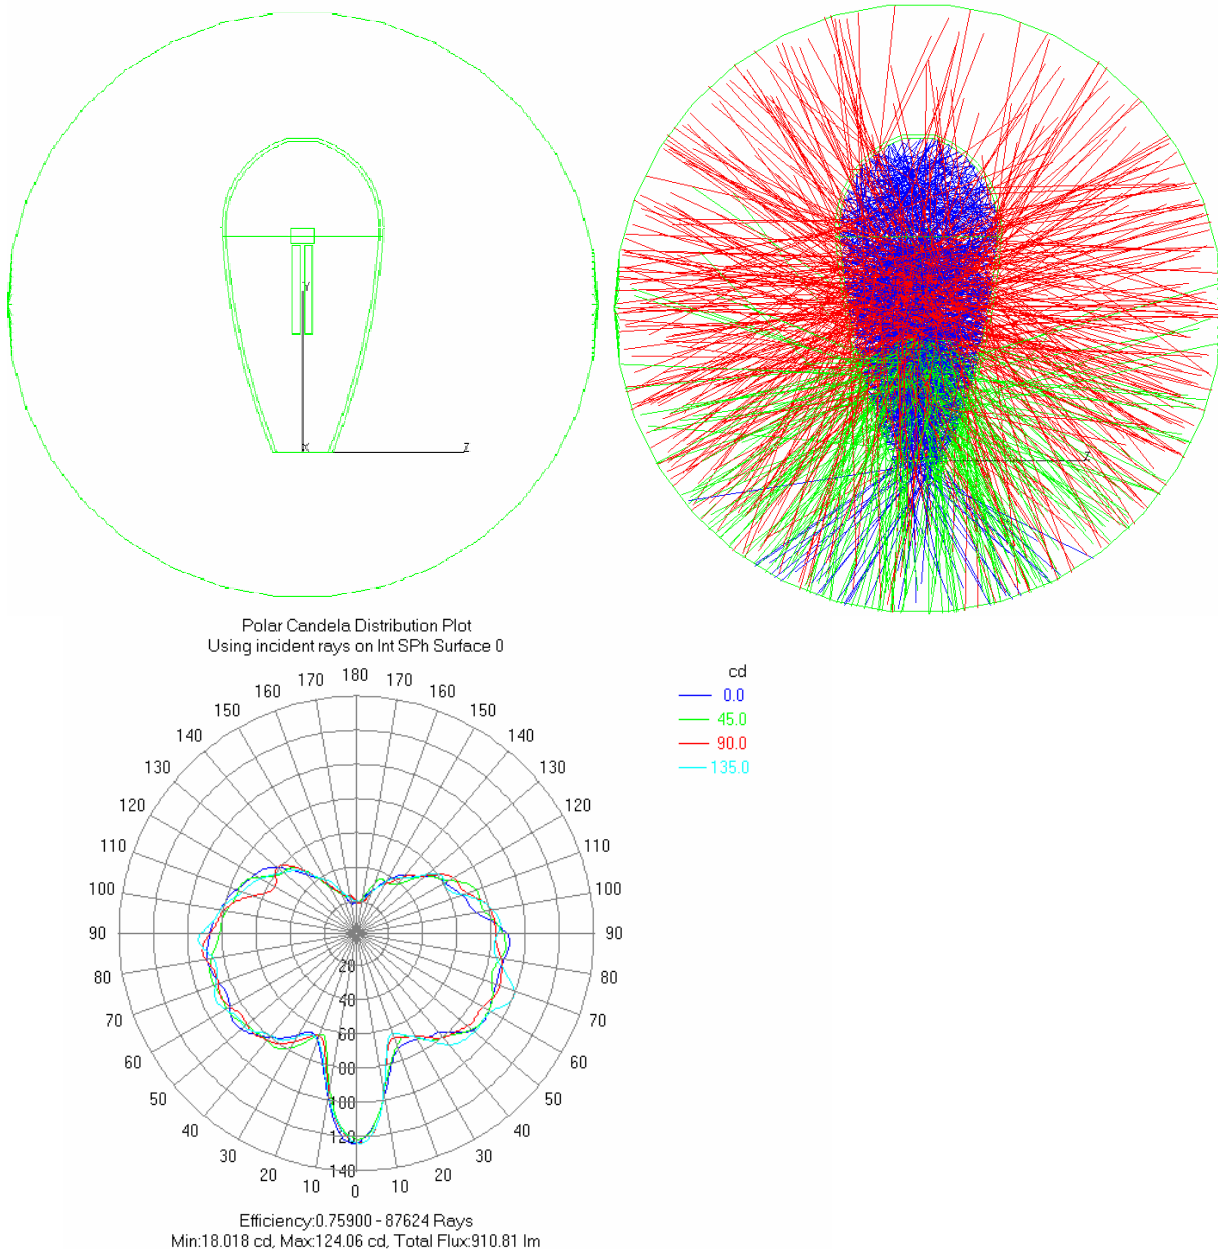 Y
X
Z
Z
Polar Candela Distribution Plot
Using incident rays on Int SPh Surface 0
cd
0.0
45.0
90.0
135.0
170 180 170
160 160
150 150
140 140
130 130
120 120
110 110
100 100
90 90
80 80
70 70
60 60
50 50
40 40
30 30
20 20
10 0 10
20
40
60
80
100
120
140
Efficiency:0.75900 - 87624 Rays
Min:18.018 cd, Max:124.06 cd, Total Flux:910.81 lm